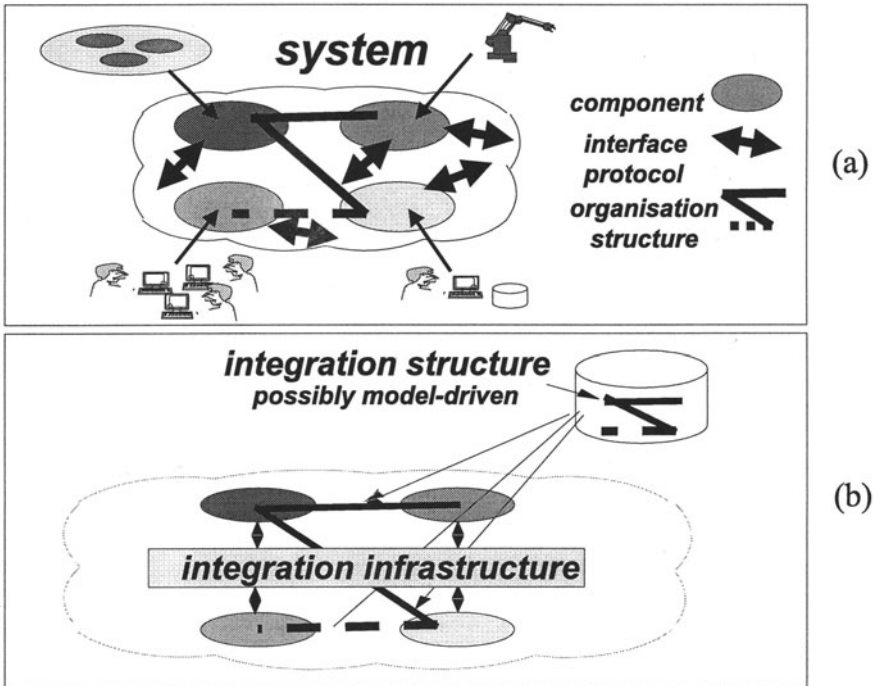 system
component
interface
protocol
organisation
structure
(a)
integration structure
possibly model-driven
integration infrastructure
(b)